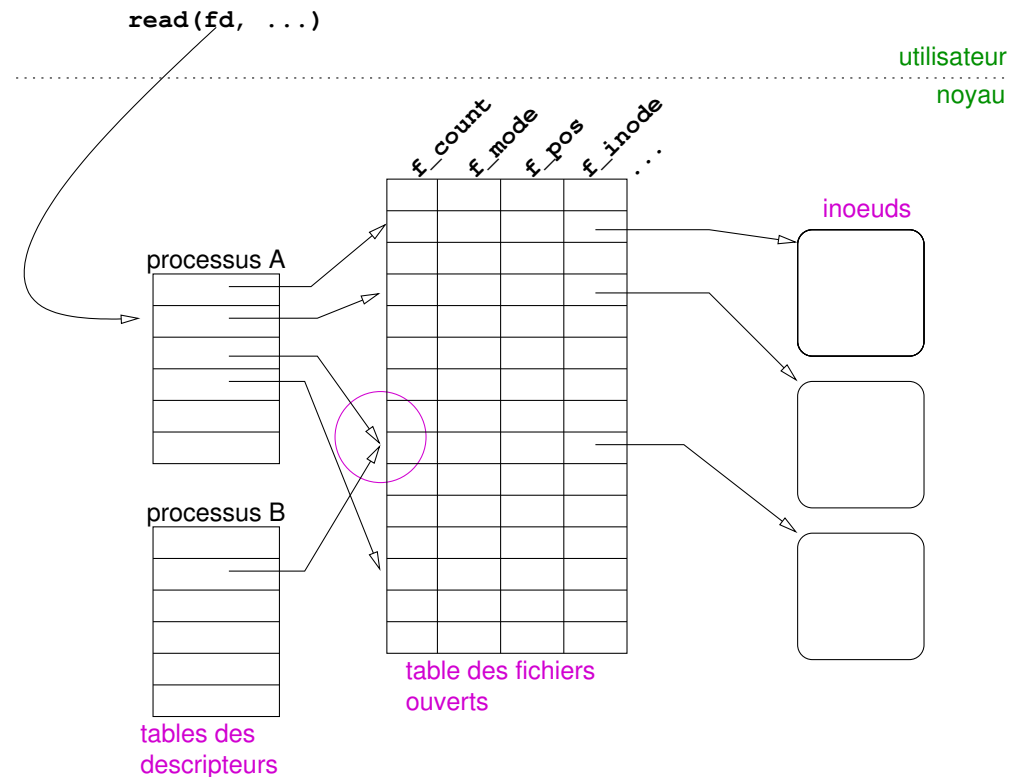 read(fd, ...)
utilisateur
noyau
f_count
f_mode
f_pos
f_inode
...
inoeuds
processus A
processus B
table des fichiers
ouverts
tables des
descripteurs